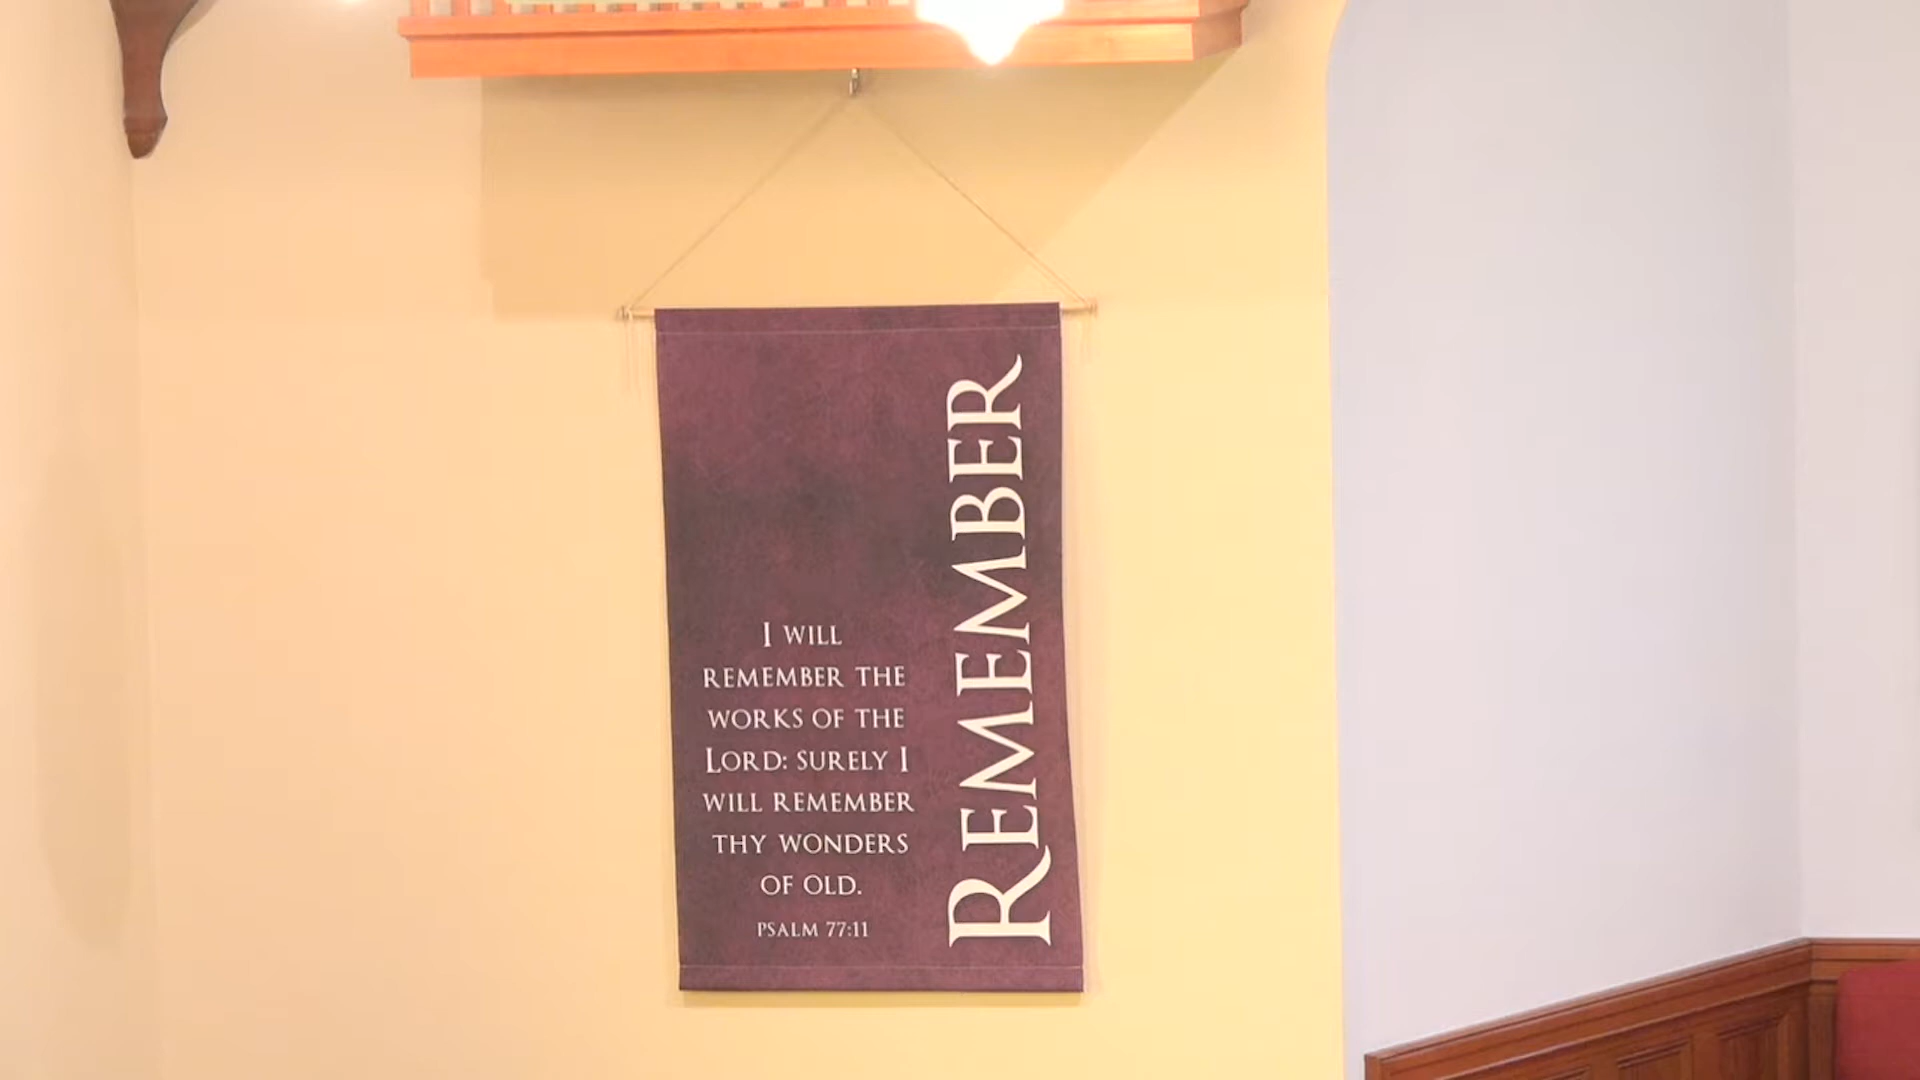 I WILL
REMEMBER THE
WORKS OF THE
LORD: SURELY I
WILL REMEMBER
THY WONDERS
OF OLD.
PSALM 77:11
REMEMBER